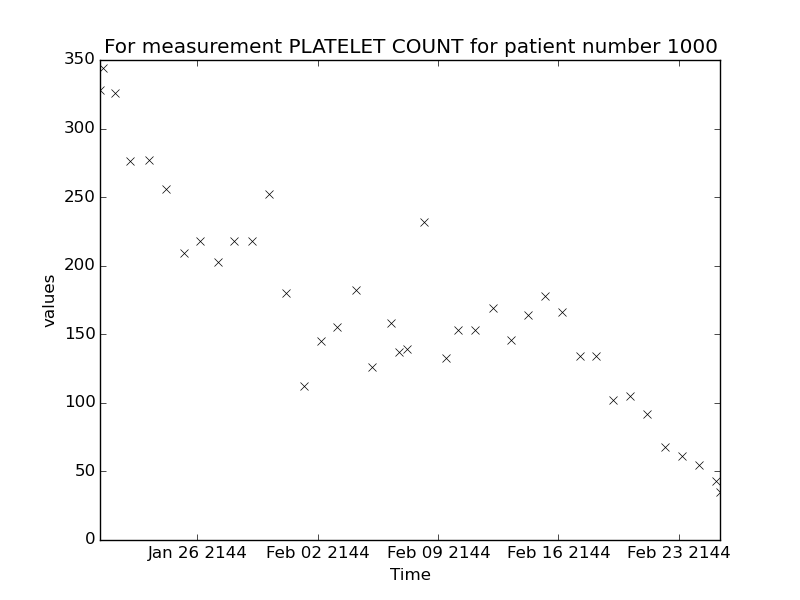 For measurement PLATELET COUNT for patient number 1000
350
300
250
200
150
100
50
0
values
Jan 26 2144 Feb 02 2144 Feb 09 2144 Feb 16 2144 Feb 23 2144
Time